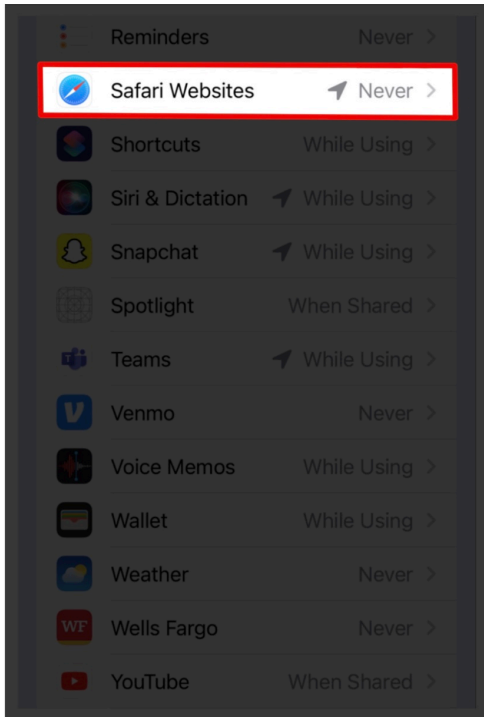 Reminders Never >
Safari Websites Never >
Shortcuts While Using >
Siri & Dictation While Using >
Snapchat While Using >
Spotlight When Shared >
Teams While Using >
Venmo Never >
Voice Memos While Using >
Wallet While Using >
Weather Never >
WF Wells Fargo Never >
YouTube When Shared >